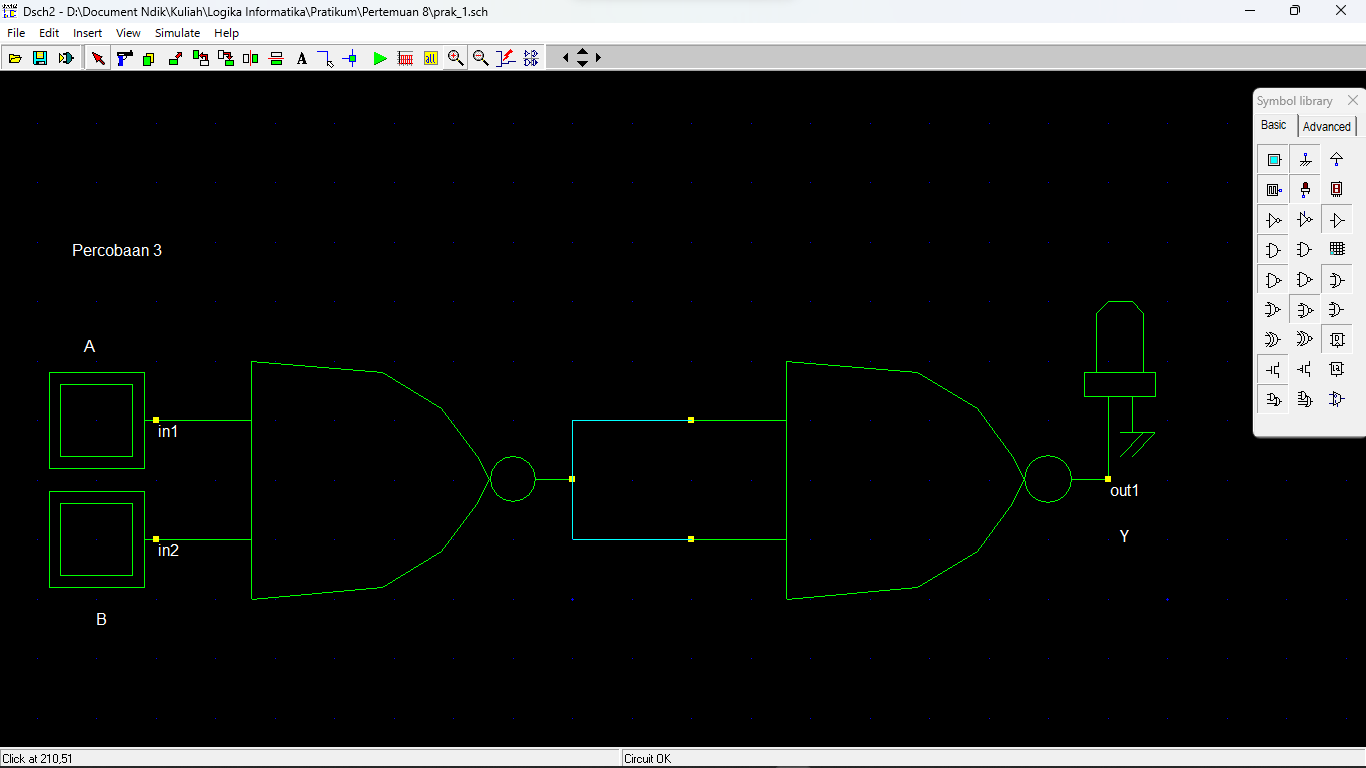 Dsch2 - D:\Document Ndik\Kuliah\Logika Informatika\Pratikum\Pertemuan 8\prak_1.sch
File Edit Insert View Simulate Help
A
Symbol library
Basic Advanced
Percobaan 3
A
in1
in2
B
out1
Y
Click at 210,51
Circuit OK